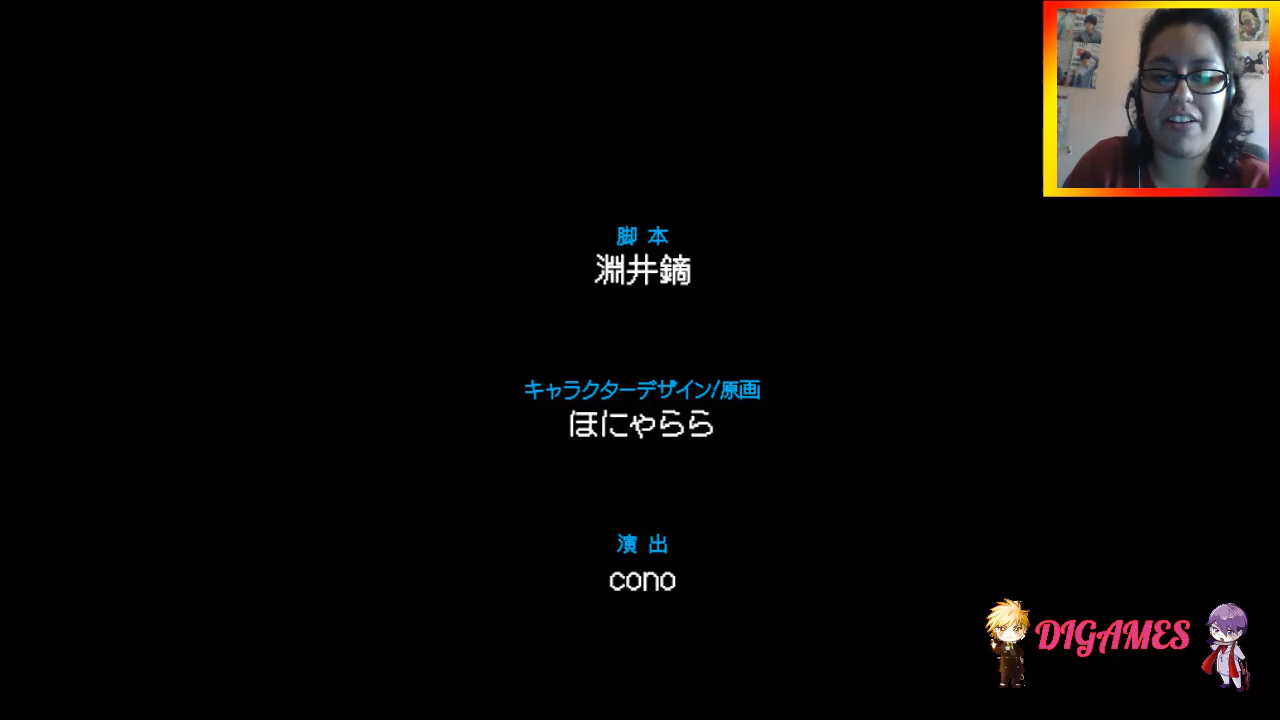 脚本
淵井鏑
キャラクターデザイン/原画
ほにゃらら
演出
cono
DIGAMES